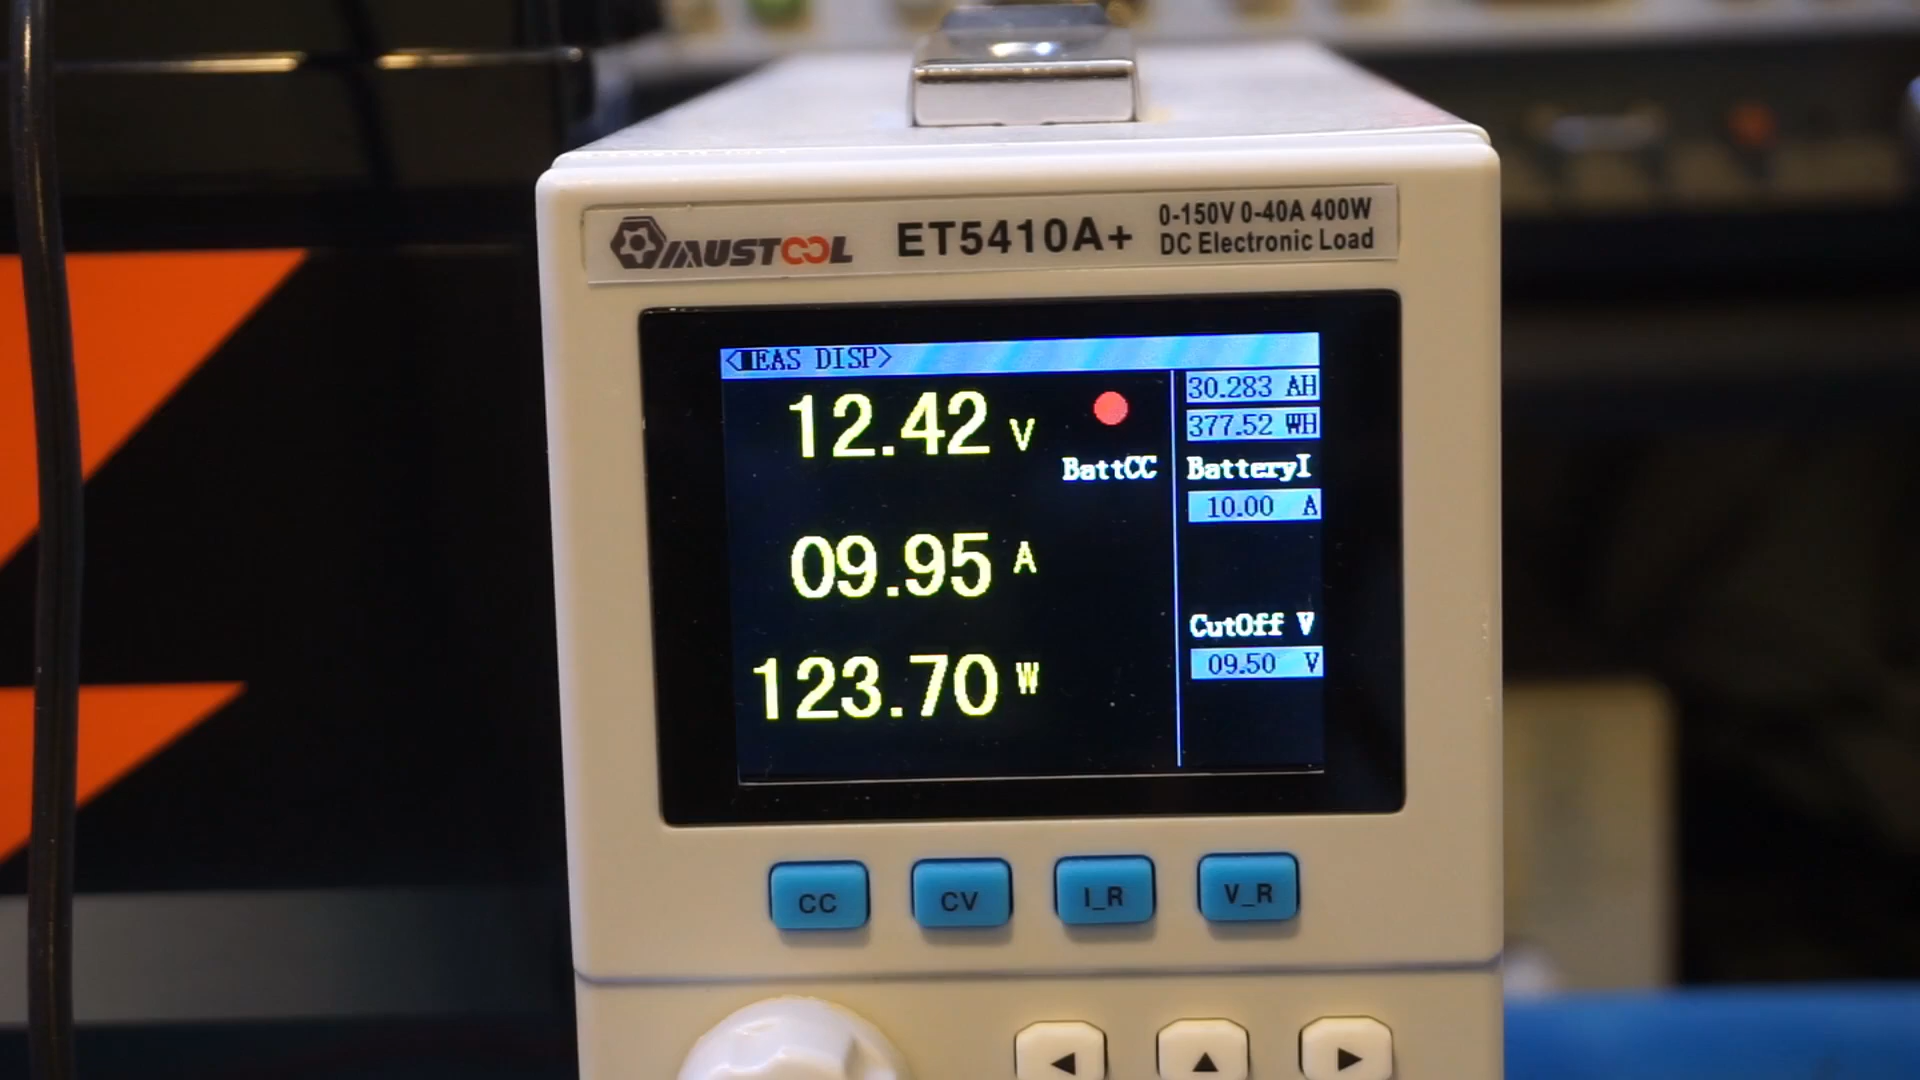 MUSTOOL
ET5410A+
0-150V 0-40A 400W
DC Electronic Load
<MEAS DISP>
12.42 V
BattCC
09.95 A
123.70 W
30.283 AH
377.52 WH
BatteryI
10.00 A
CutOff V
09.50 V
CC
CV
I_R
V_R